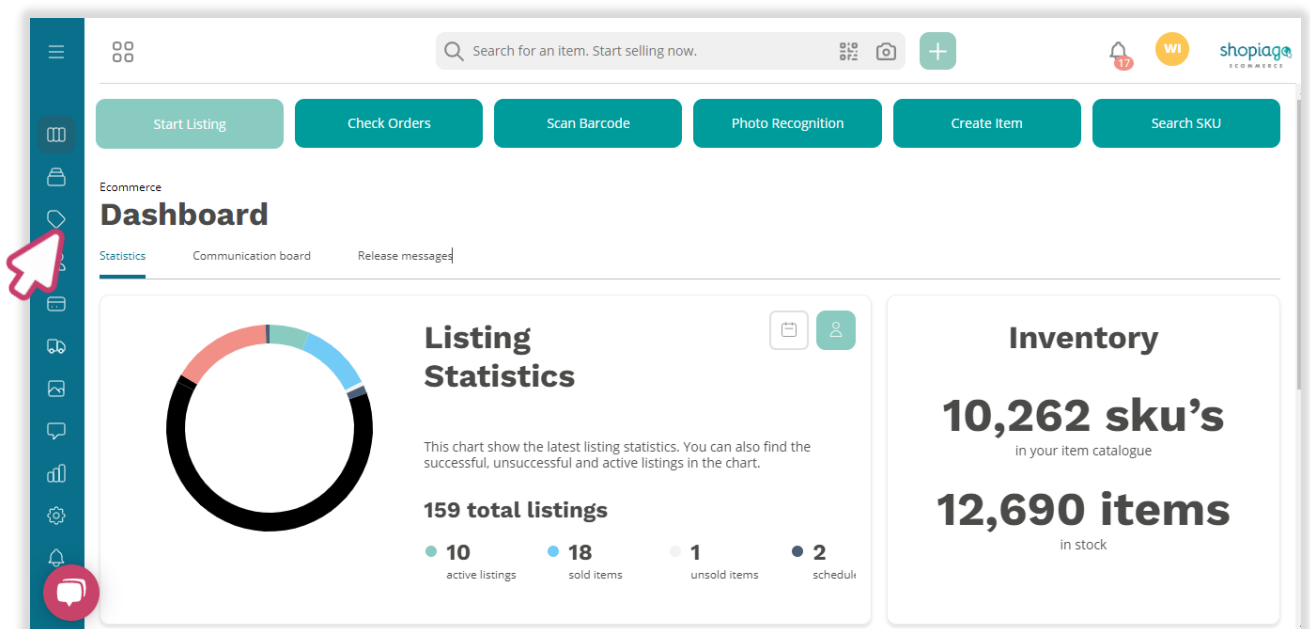 Search for an item. Start selling now.
17
WI
shopiago
ECOMMERCE
Start Listing
Check Orders
Scan Barcode
Photo Recognition
Create Item
Search SKU
Ecommerce
Dashboard
Statistics
Communication board
Release messages
Listing
Statistics
This chart show the latest listing statistics. You can also find the
successful, unsuccessful and active listings in the chart.
159 total listings
10
active listings
18
sold items
1
unsold items
2
schedule
Inventory
10,262 sku’s
in your item catalogue
12,690 items
in stock